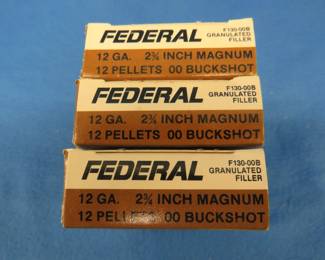 FEDERAL
F130-00B
GRANULATED
FILLER
12 GA. 2¾ INCH MAGNUM
12 PELLETS 00 BUCKSHOT
FEDERAL
F130-00B
GRANULATED
FILLER
12 GA. 2¾ INCH MAGNUM
12 PELLETS 00 BUCKSHOT
FEDERAL
F130-00B
GRANULATED
FILLER
12 GA. 2¾ INCH MAGNUM
12 PELLETS 00 BUCKSHOT